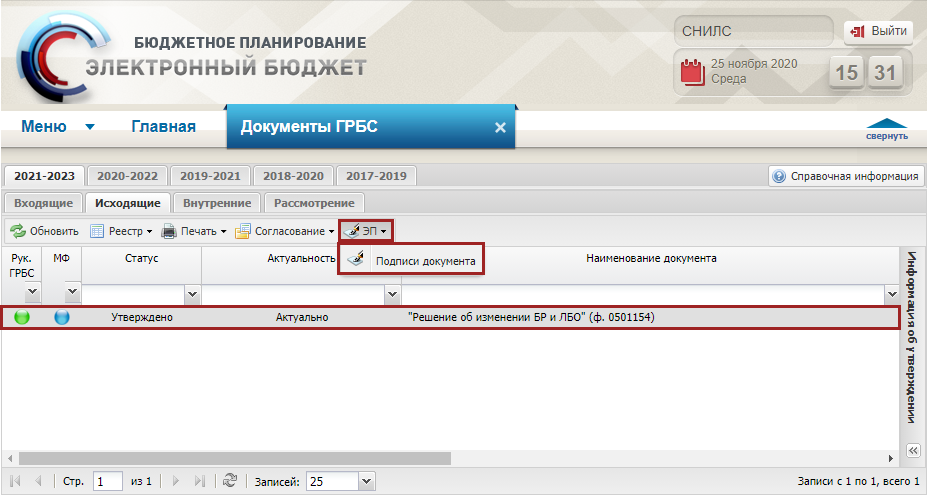 БЮДЖЕТНОЕ ПЛАНИРОВАНИЕ
ЭЛЕКТРОННЫЙ БЮДЖЕТ
СНИЛС
Выйти
25 ноября 2020
Среда
15 31
Меню Главная Документы ГРБС
свернуть
2021-2023 2020-2022 2019-2021 2018-2020 2017-2019 Справочная информация
Входящие Исходящие Внутренние Рассмотрение
Обновить Реестр Печать Согласование ЭП
Подписи документа
Рук. ГРБС МФ Статус Актуальность Наименование документа
Утверждено Актуально "Решение об изменении БР и ЛБО" (ф. 0501154)
Информация об утверждении
Стр. 1 из 1 Записей: 25 Записи с 1 по 1, всего 1